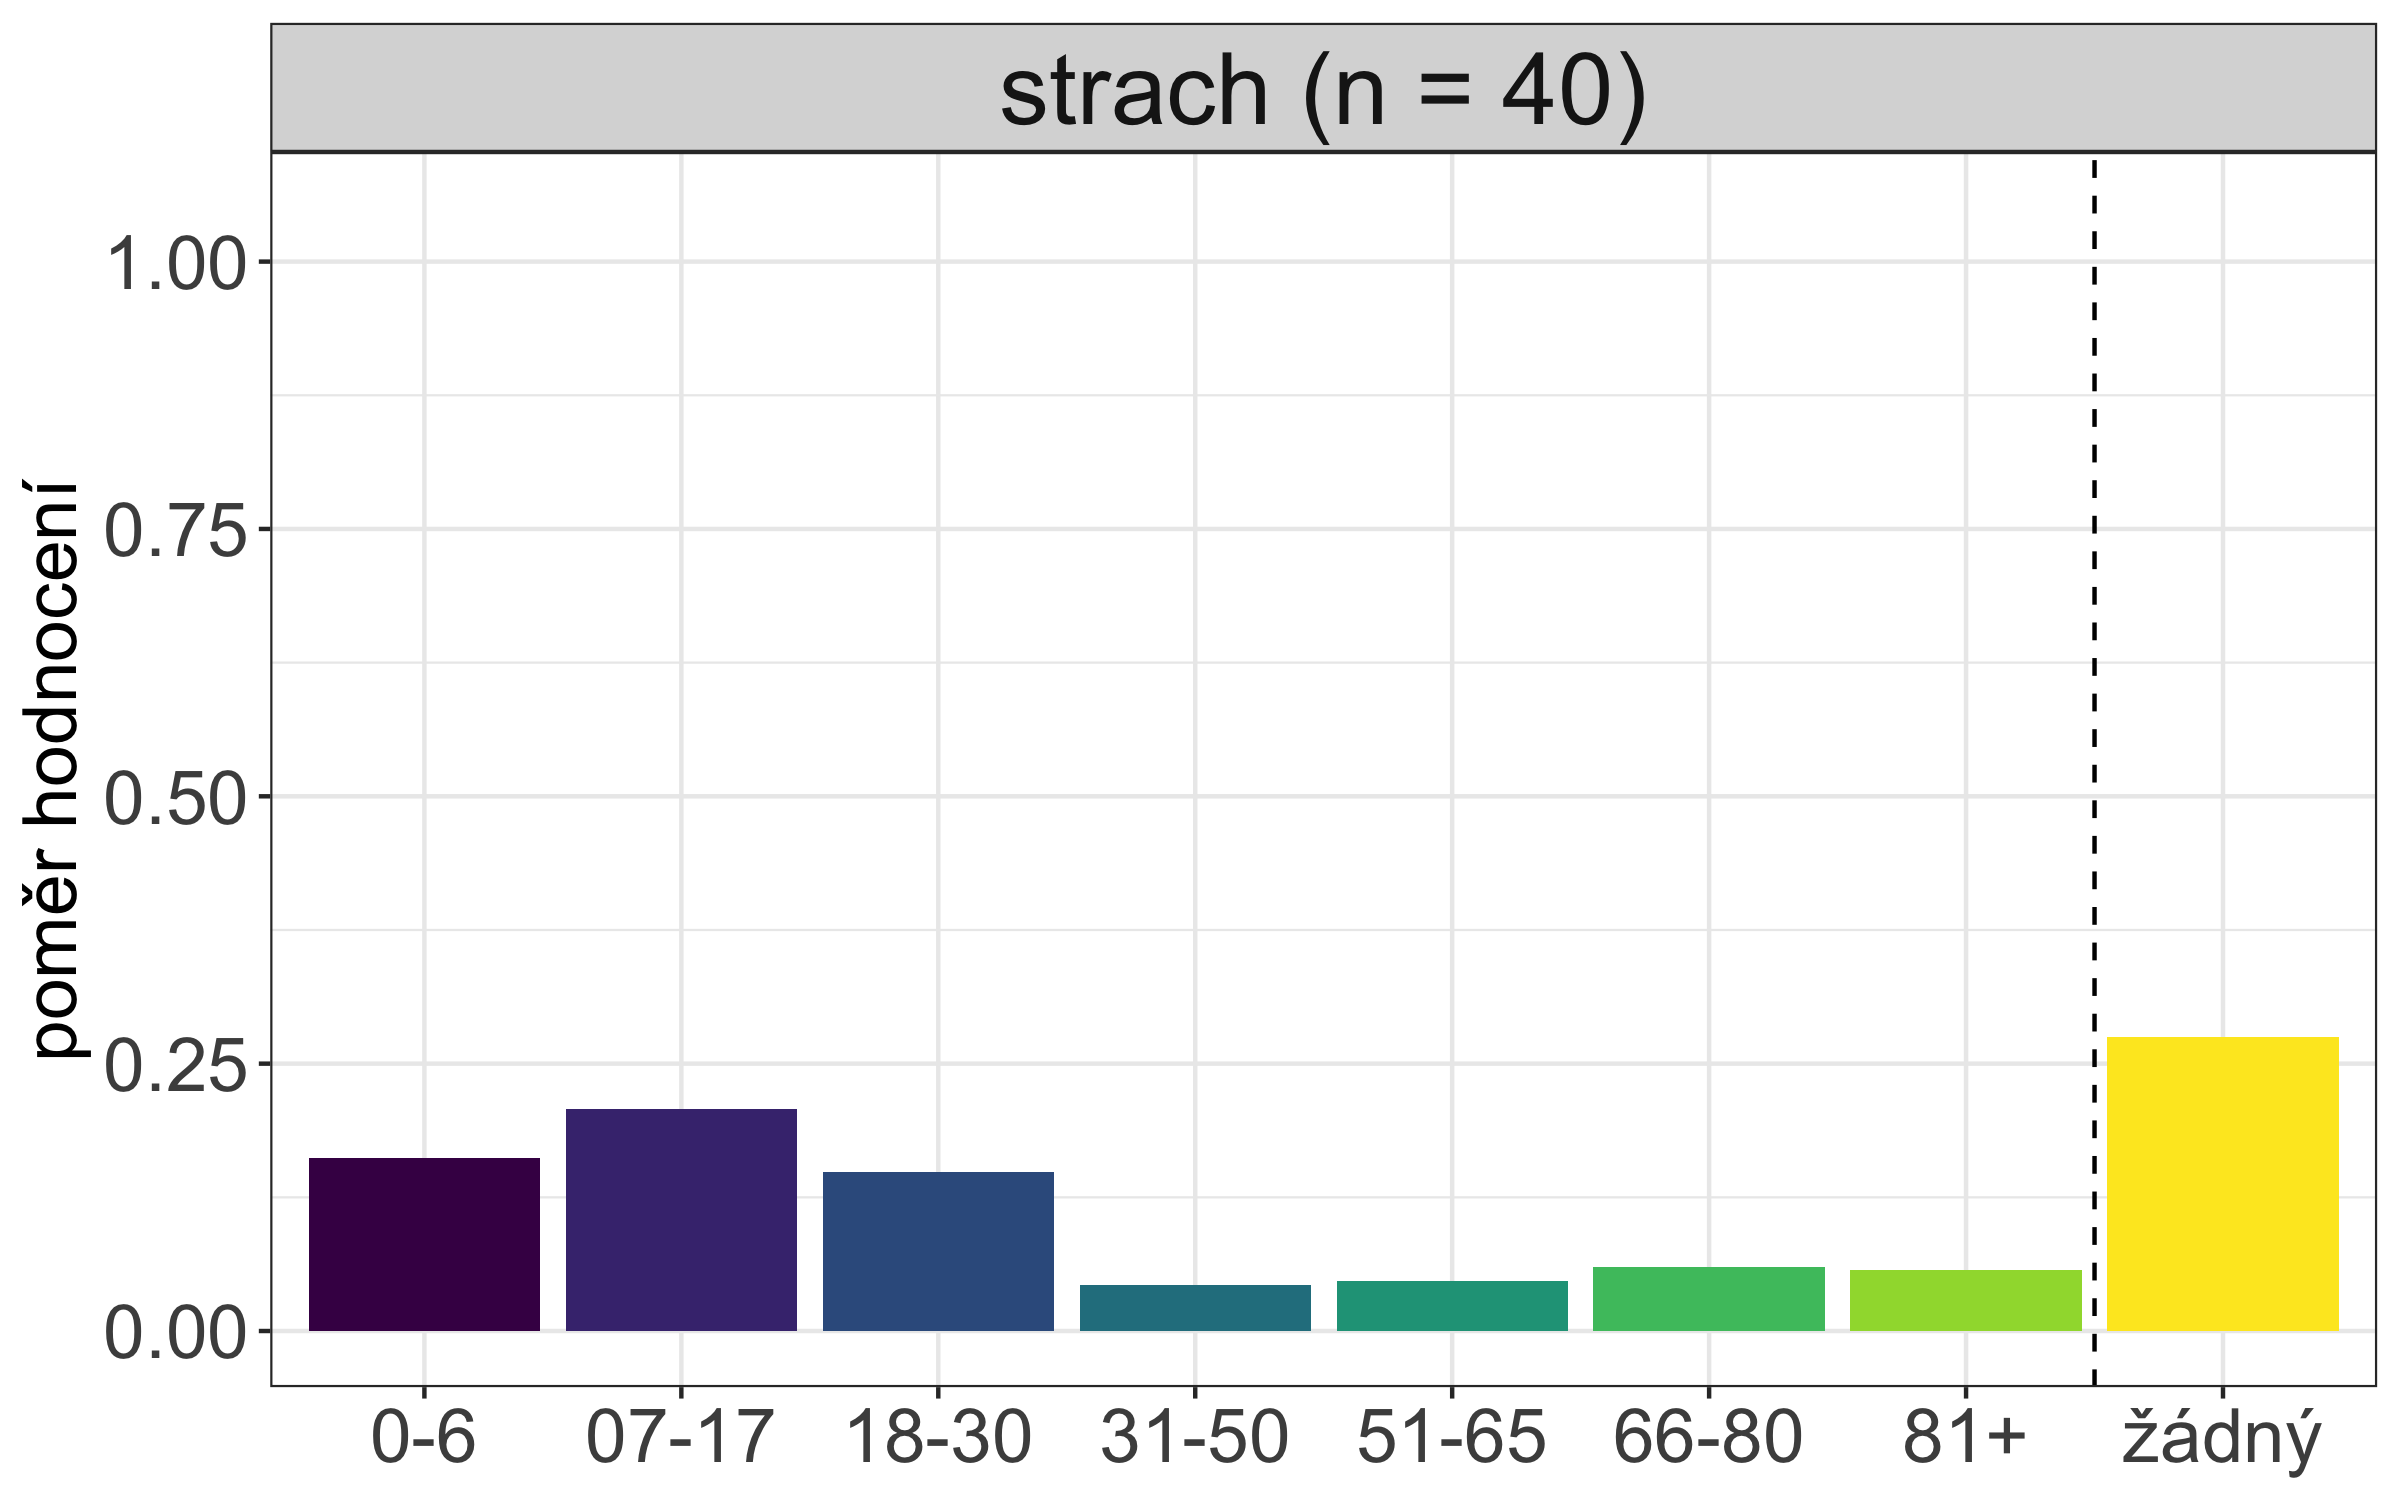 strach (n = 40)
poměr hodnocení
1.00
0.75
0.50
0.25
0.00
0-6 07-17 18-30 31-50 51-65 66-80 81+ žádný